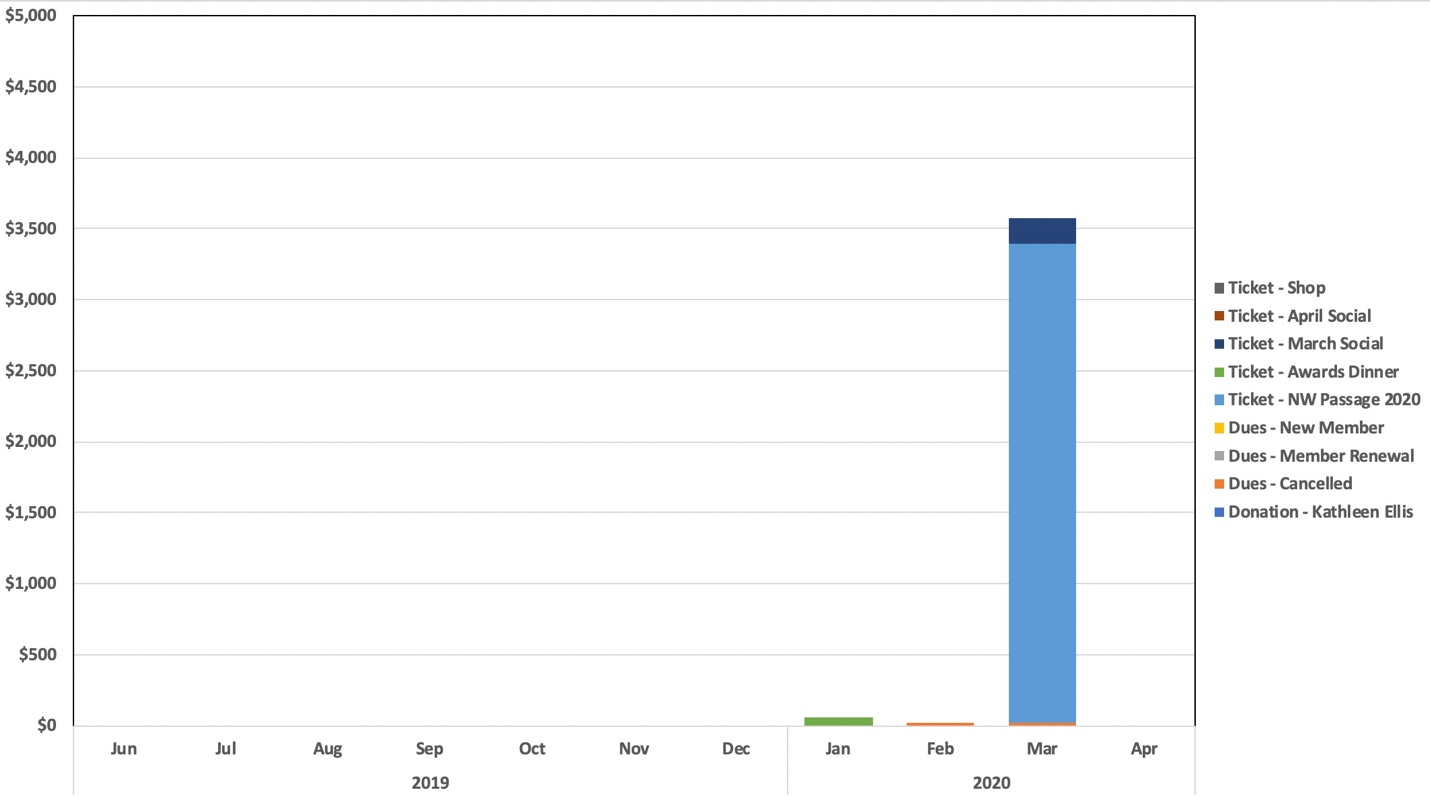 $5,000
$4,500
$4,000
$3,500
$3,000
$2,500
$2,000
$1,500
$1,000
$500
$0
Jun Jul Aug Sep Oct Nov Dec Jan Feb Mar Apr
2019 2020
Ticket - Shop
Ticket - April Social
Ticket - March Social
Ticket - Awards Dinner
Ticket - NW Passage 2020
Dues - New Member
Dues - Member Renewal
Dues - Cancelled
Donation - Kathleen Ellis